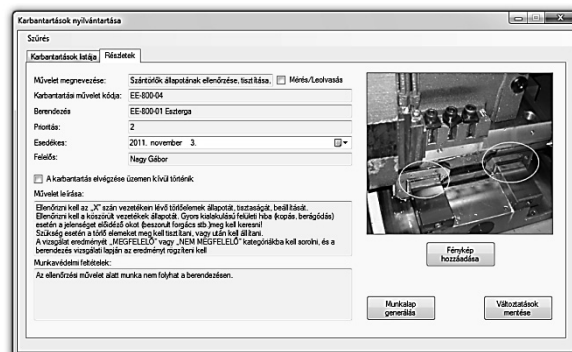 Karbantartások nyilvántartása
Szűrés
Karbantartások listája Részletek
Művelet megnevezése: Szántörlők állapotának ellenőrzése, tisztítása, Mérés/Leolvasás
Karbantartási művelet kódja: EE-800-04
Berendezés EE-800-01 Eszterga
Prioritás: 2
Esedékes: 2011. november 3.
Felelős: Nagy Gábor
A karbantartás elvégzése üzemen kívül történik
Művelet leírása:
Ellenőrizni kell az „X” szán vezetékein lévő törlőelemek állapotát, tisztaságát, beállítását.
Ellenőrizni kell a köszörült vezetékek állapotát. Gyors kialakulású felületi hiba (kopás, berágódás)
esetén a jelenséget előidéző okot (beszorult forgács stb.)meg kell keresni!
Szükség esetén a törlő elemeket meg kell tisztítani, vagy után kell állítani.
A vizsgálat eredményét „MEGFELELŐ” vagy „NEM MEGFELELŐ” kategóriákba kell sorolni, és a
berendezés vizsgálati lapján az eredményt rögzíteni kell
Munkavédelmi feltételek:
Az ellenőrzési művelet alatt munka nem folyhat a berendezésen.
Fénykép
hozzáadása
Munkalap
generálás
Változtatások
mentése